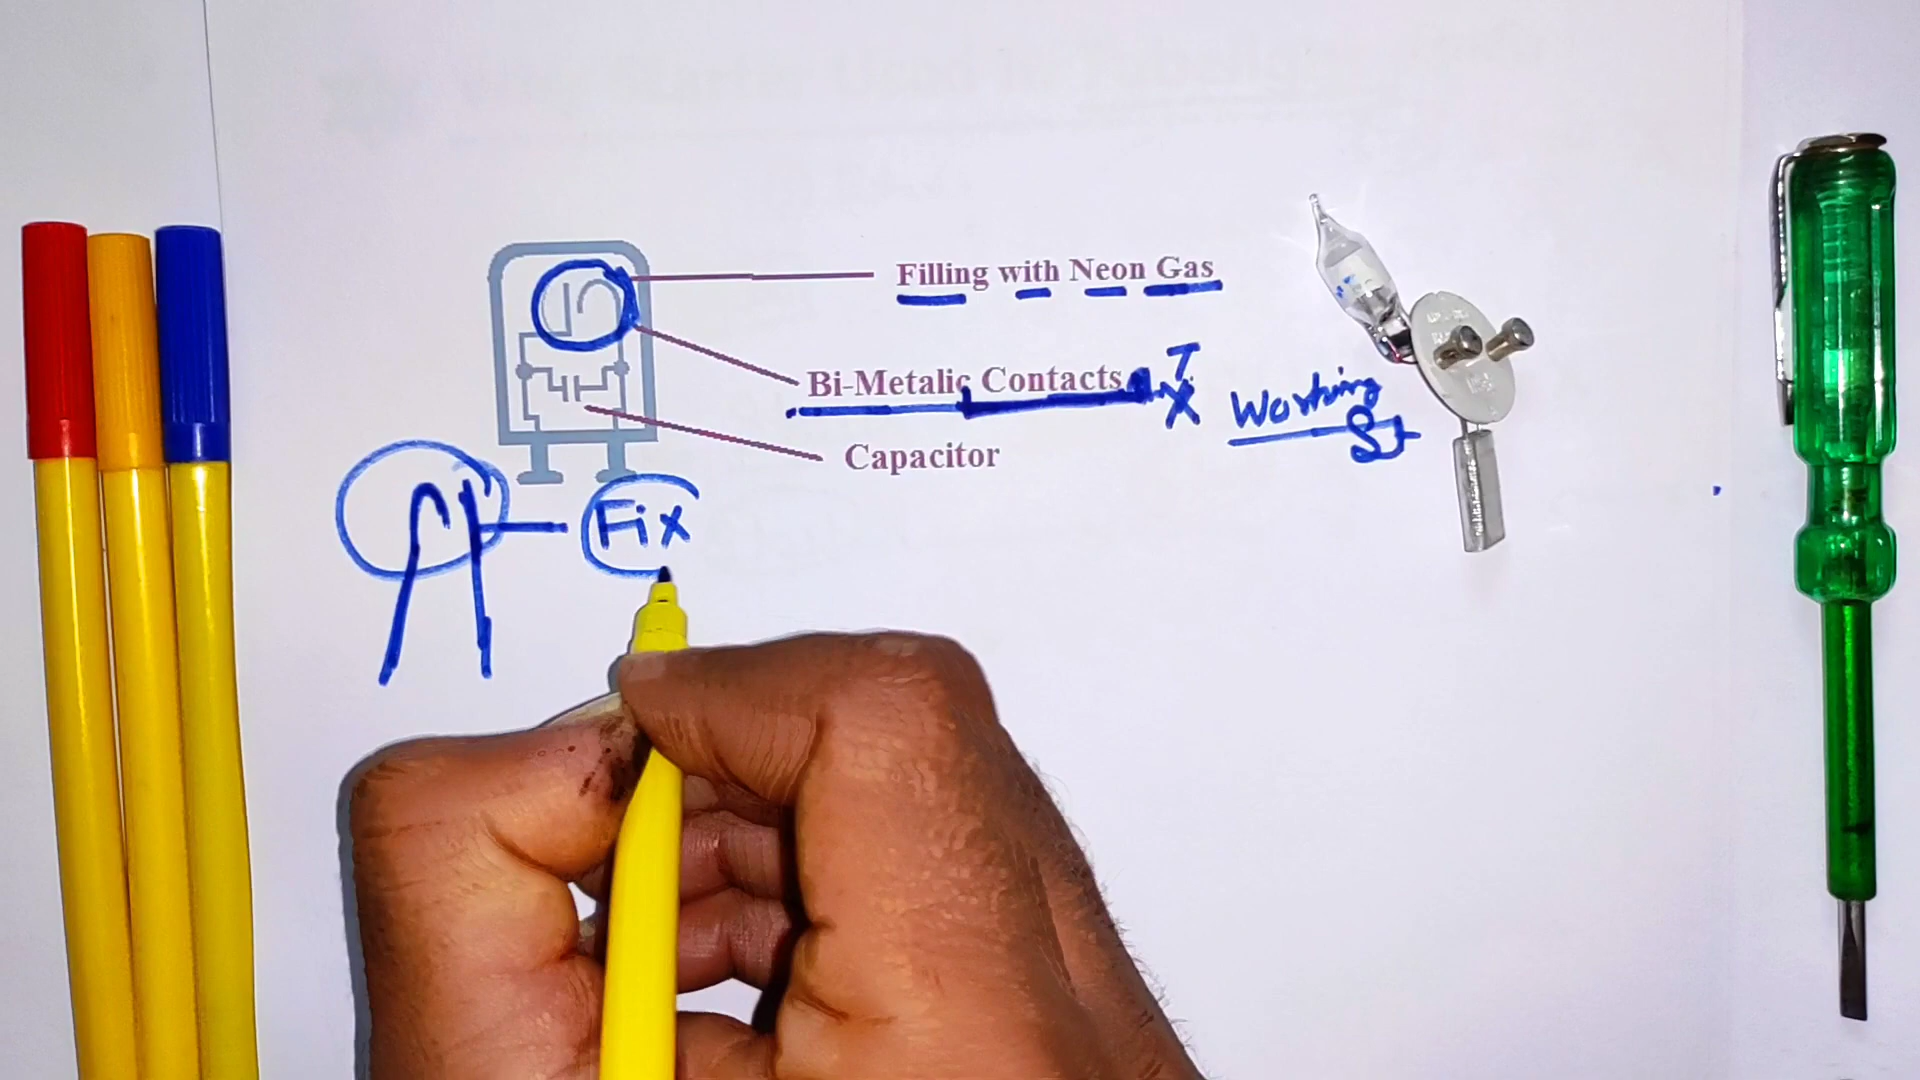 Filling with Neon Gas
Bi-Metalic Contacts
Working
St
Capacitor
Fix